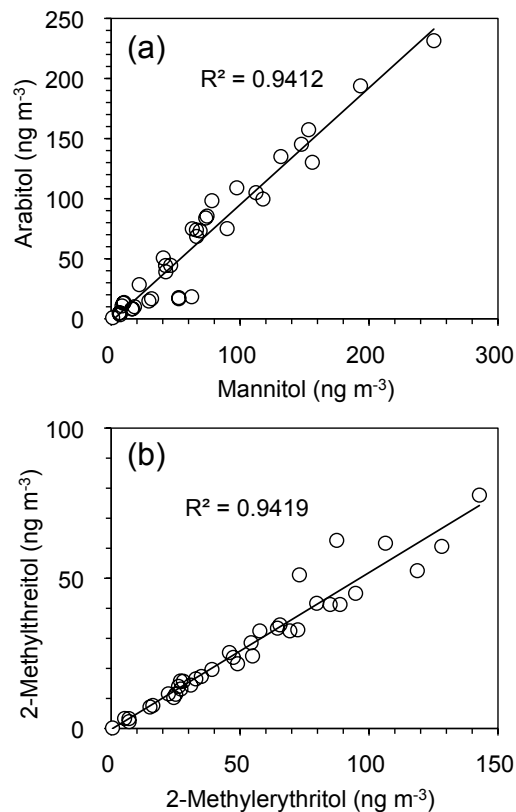 250
(a)
200
R² = 0.9412
150
100
50
0
Arabitol (ng m⁻³)
0 100 200 300
Mannitol (ng m⁻³)
100
(b)
R² = 0.9419
50
0
2-Methylthreitol (ng m⁻³)
0 50 100 150
2-Methylerythritol (ng m⁻³)